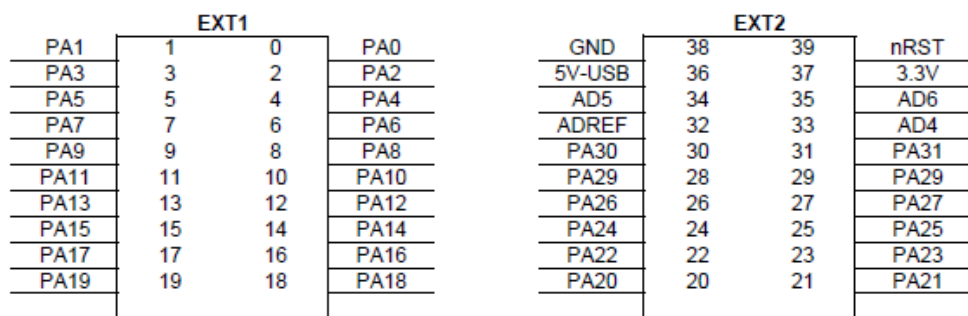 EXT1 EXT2
PA1 1 0 PA0 GND 38 39 nRST
PA3 3 2 PA2 5V-USB 36 37 3.3V
PA5 5 4 PA4 AD5 34 35 AD6
PA7 7 6 PA6 ADREF 32 33 AD4
PA9 9 8 PA8 PA30 30 31 PA31
PA11 11 10 PA10 PA29 28 29 PA29
PA13 13 12 PA12 PA26 26 27 PA27
PA15 15 14 PA14 PA24 24 25 PA25
PA17 17 16 PA16 PA22 22 23 PA23
PA19 19 18 PA18 PA20 20 21 PA21